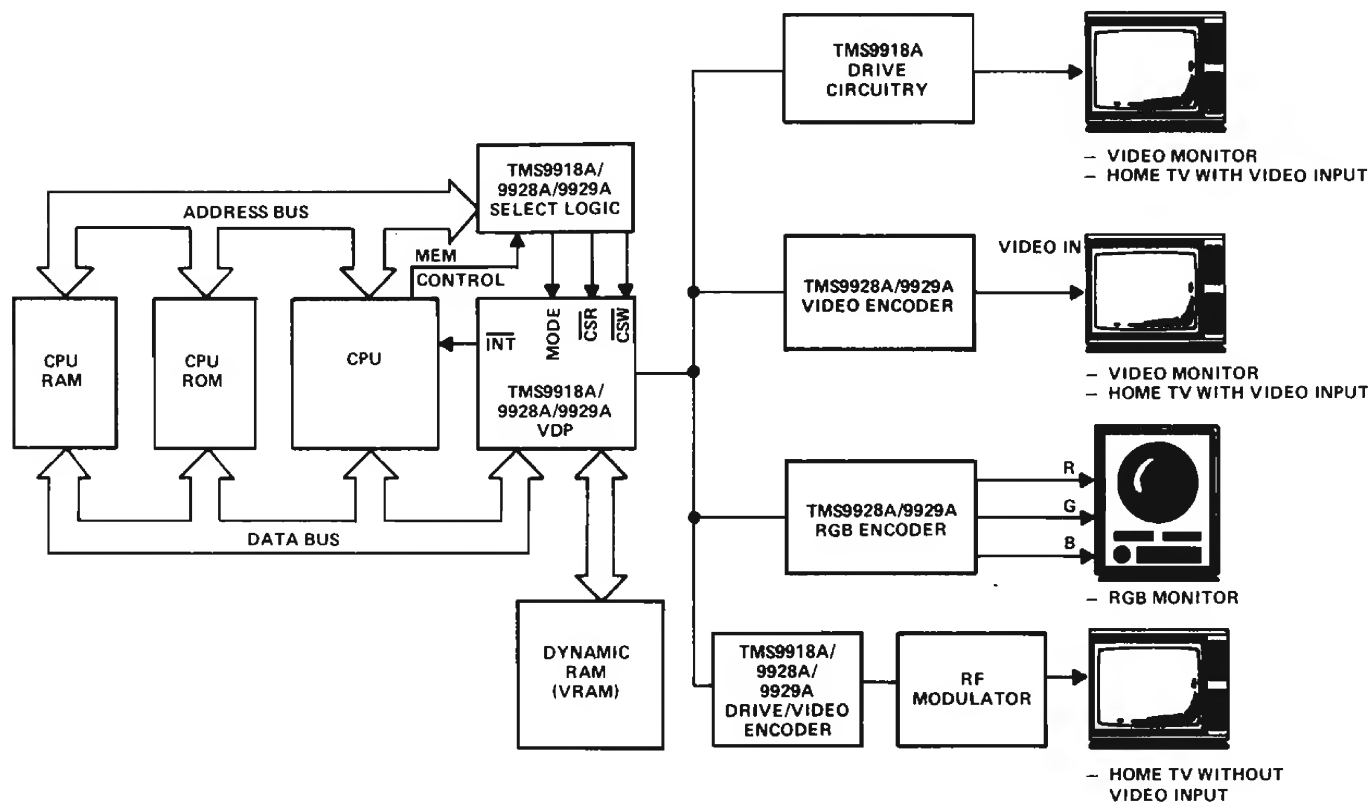 TMS9918A
DRIVE
CIRCUITRY
– VIDEO MONITOR
– HOME TV WITH VIDEO INPUT
TMS9918A/
9928A/9929A
SELECT LOGIC
ADDRESS BUS
MEM
CONTROL
VIDEO IN
TMS9928A/9929A
VIDEO ENCODER
– VIDEO MONITOR
– HOME TV WITH VIDEO INPUT
CPU
RAM
CPU
ROM
CPU
INT
MODE
CSR
CSW
TMS9918A/
9928A/9929A
VDP
DATA BUS
TMS9928A/9929A
RGB ENCODER
R
G
B
– RGB MONITOR
DYNAMIC
RAM
(VRAM)
TMS9918A/
9928A/
9929A
DRIVE/VIDEO
ENCODER
RF
MODULATOR
– HOME TV WITHOUT
VIDEO INPUT